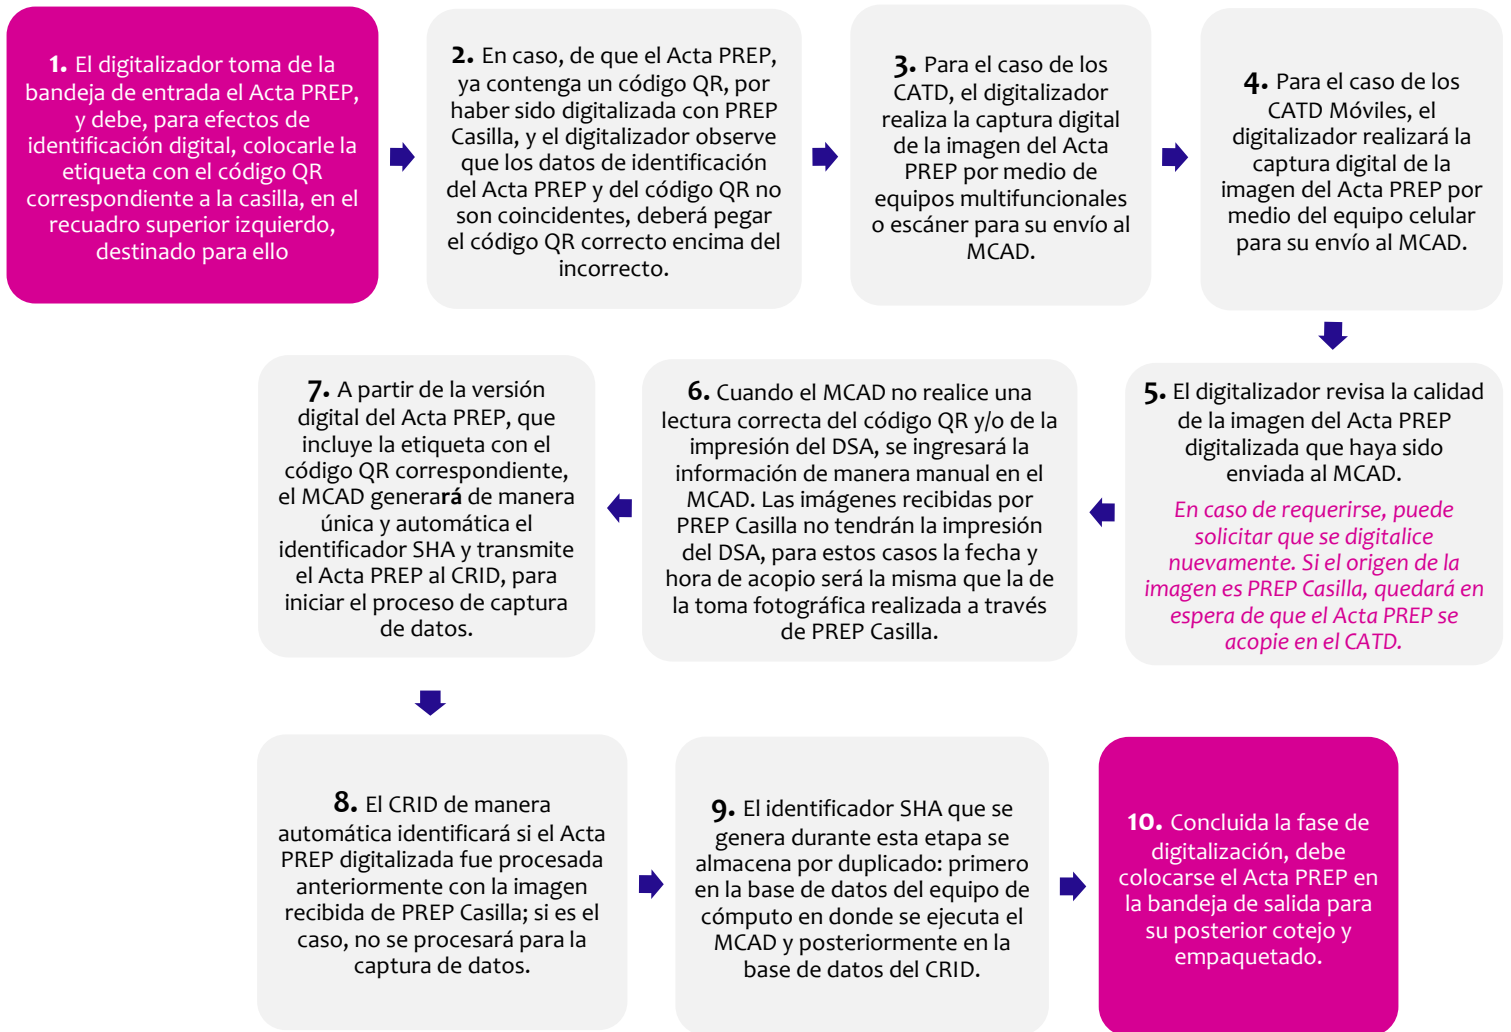 1. El digitalizador toma de la
bandeja de entrada el Acta PREP,
y debe, para efectos de
identificación digital, colocarle la
etiqueta con el código QR
correspondiente a la casilla, en el
recuadro superior izquierdo,
destinado para ello
2. En caso, de que el Acta PREP,
ya contenga un código QR, por
haber sido digitalizada con PREP
Casilla, y el digitalizador observe
que los datos de identificación
del Acta PREP y del código QR no
son coincidentes, deberá pegar
el código QR correcto encima del
incorrecto.
3. Para el caso de los
CATD, el digitalizador
realiza la captura digital
de la imagen del Acta
PREP por medio de
equipos multifuncionales
o escáner para su envío al
MCAD.
4. Para el caso de los
CATD Móviles, el
digitalizador realizará la
captura digital de la
imagen del Acta PREP por
medio del equipo celular
para su envío al MCAD.
5. El digitalizador revisa la calidad
de la imagen del Acta PREP
digitalizada que haya sido
enviada al MCAD.
En caso de requerirse, puede
solicitar que se digitalice
nuevamente. Si el origen de la
imagen es PREP Casilla, quedará en
espera de que el Acta PREP se
acopie en el CATD.
6. Cuando el MCAD no realice una
lectura correcta del código QR y/o de la
impresión del DSA, se ingresará la
información de manera manual en el
MCAD. Las imágenes recibidas por
PREP Casilla no tendrán la impresión
del DSA, para estos casos la fecha y
hora de acopio será la misma que la de
la toma fotográfica realizada a través
de PREP Casilla.
7. A partir de la versión
digital del Acta PREP, que
incluye la etiqueta con el
código QR correspondiente,
el MCAD generará de manera
única y automática el
identificador SHA y transmite
el Acta PREP al CRID, para
iniciar el proceso de captura
de datos.
8. El CRID de manera
automática identificará si el Acta
PREP digitalizada fue procesada
anteriormente con la imagen
recibida de PREP Casilla; si es el
caso, no se procesará para la
captura de datos.
9. El identificador SHA que se
genera durante esta etapa se
almacena por duplicado: primero
en la base de datos del equipo de
cómputo en donde se ejecuta el
MCAD y posteriormente en la
base de datos del CRID.
10. Concluida la fase de
digitalización, debe
colocarse el Acta PREP en
la bandeja de salida para
su posterior cotejo y
empaquetado.